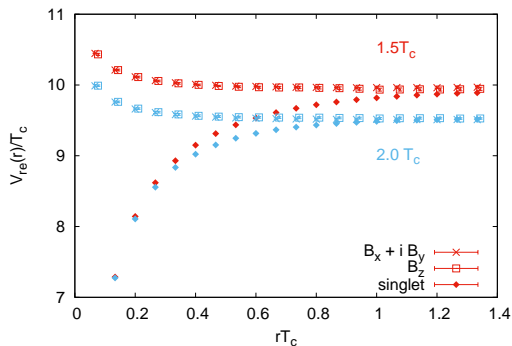 11
10
9
8
7
V_re(r)/T_c
1.5T_c
2.0 T_c
B_x + i B_y
B_z
singlet
0 0.2 0.4 0.6 0.8 1 1.2 1.4
rT_c